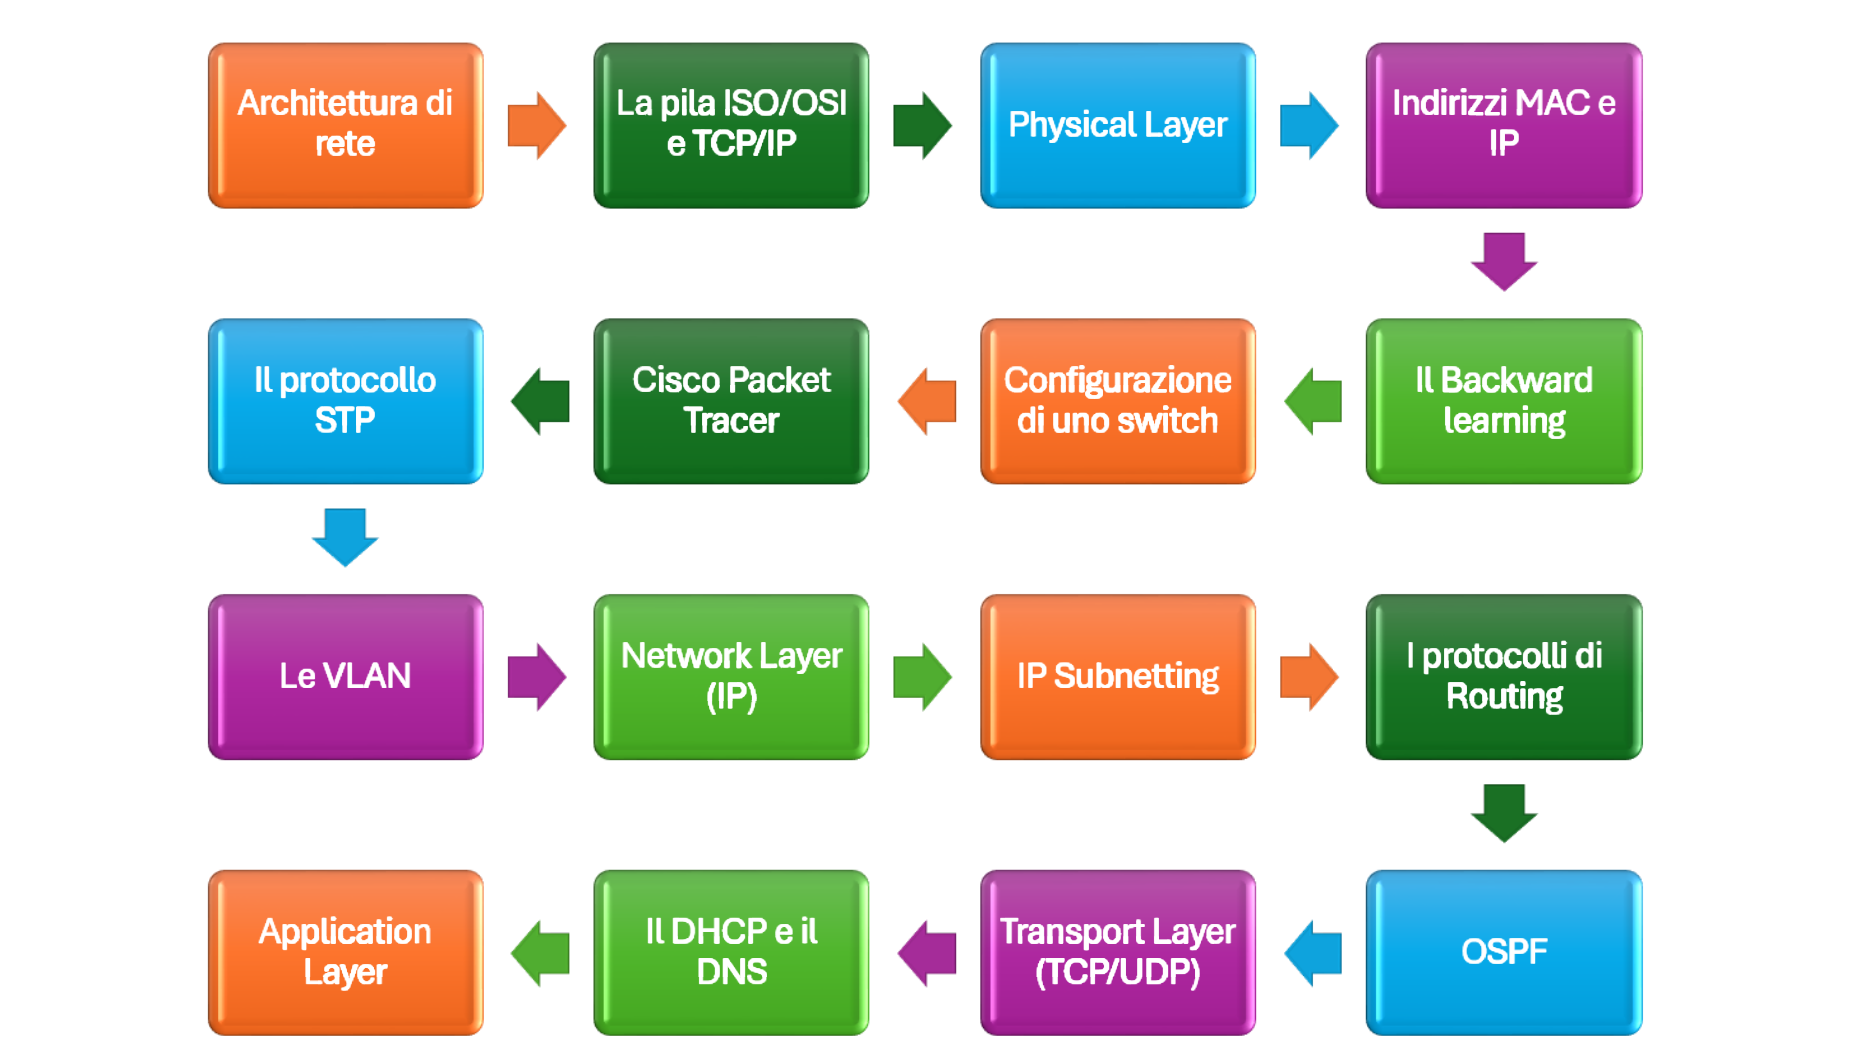 Architettura di
rete
La pila ISO/OSI
e TCP/IP
Physical Layer
Indirizzi MAC e
IP
Il Backward
learning
Configurazione
di uno switch
Cisco Packet
Tracer
Il protocollo
STP
Le VLAN
Network Layer
(IP)
IP Subnetting
I protocolli di
Routing
OSPF
Transport Layer
(TCP/UDP)
Il DHCP e il
DNS
Application
Layer